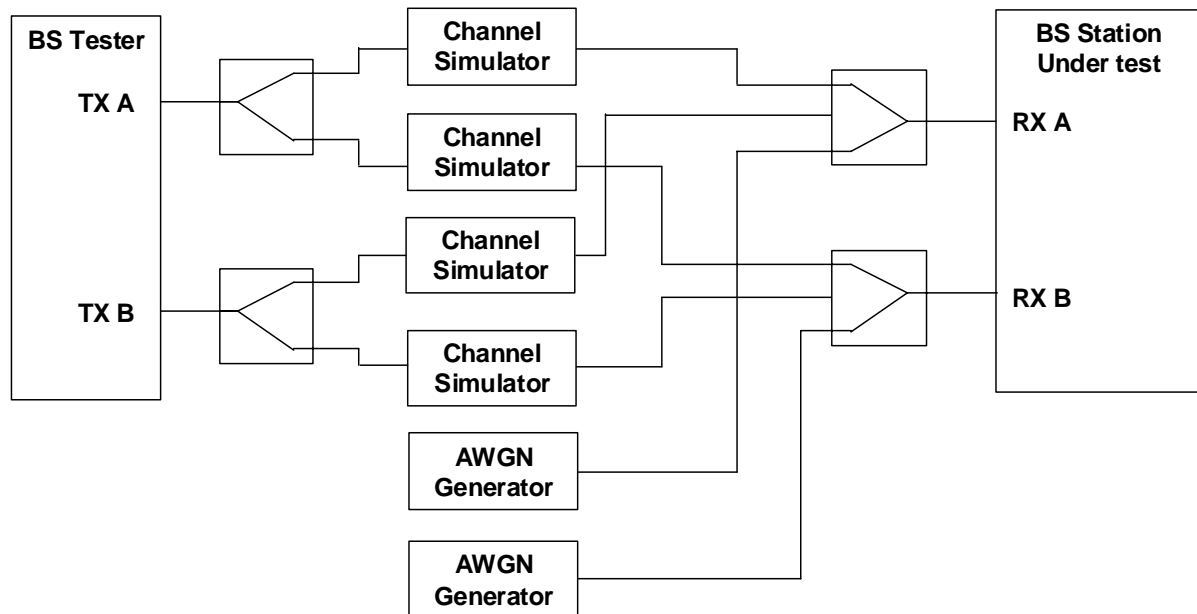 BS Tester
TX A
TX B
Channel
Simulator
Channel
Simulator
Channel
Simulator
Channel
Simulator
AWGN
Generator
AWGN
Generator
BS Station
Under test
RX A
RX B